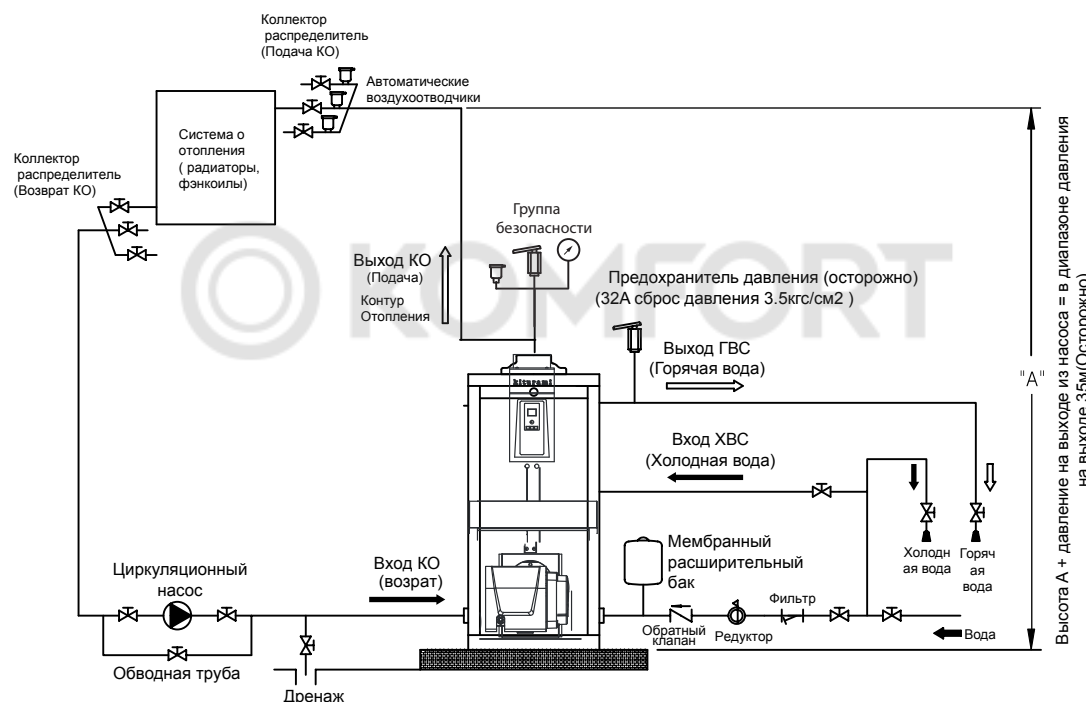 Коллектор
распределитель
(Подача КО)
Автоматические
воздухоотводчики
Система о
отопления
( радиаторы,
фэнкоилы)
Коллектор
распределитель
(Возврат КО)
Группа
безопасности
Выход КО
(Подача)
Контур
Отопления
KOMFORT
Предохранитель давления (осторожно)
(32А сброс давления 3.5кгс/см2 )
Выход ГВС
(Горячая вода)
kiturami
Вход ХВС
(Холодная вода)
"A"
Высота А + давление на выходе из насоса = в диапазоне давления
на выходе 35м(Осторожно)
Мембранный
расширительный
бак
Холодн
ая вода
Горяч
ая
вода
Циркуляционный
насос
Вход КО
(возрат)
Фильтр
Обратный
клапан
Редуктор
Вода
Обводная труба
Дренаж